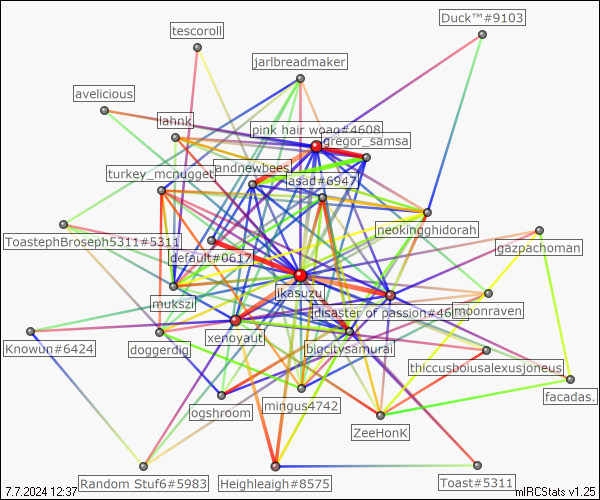 Duck™#9103
tescoroll
jarlbreadmaker
avelicious
lahnk
pink hair woag#4608
gregor_samsa
turkey_mcnugget
andnewbees
asad#6947
neokingghidorah
ToastephBroseph5311#5311
default#0617
gazpachoman
mukszi
ikasuzu
disaster of passion#46
moonraven
Knowun#6424
doggerdig
xenoyaut
bigcitysamurai
thiccusboiusalexusjoneus
facadas.
ogshroom
mingus4742
ZeeHonK
Random Stuf6#5983
Heighleaigh#8575
Toast#5311
7.7.2024 12:37
mIRCStats v1.25